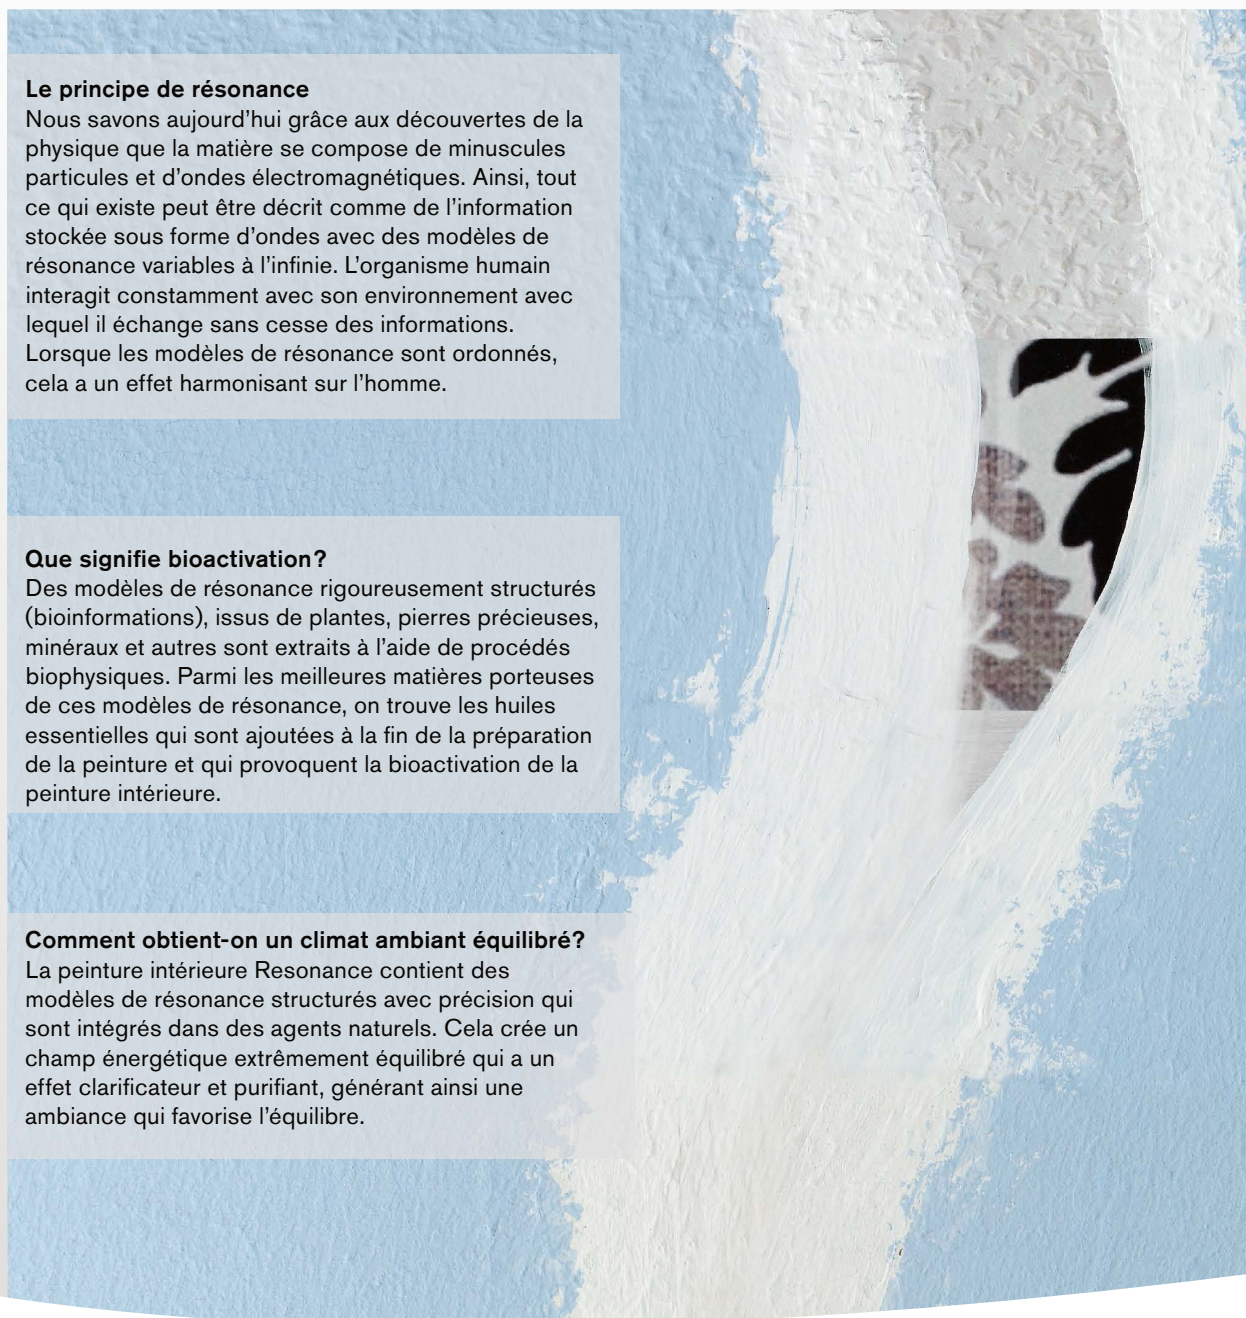 Le principe de résonance
Nous savons aujourd’hui grâce aux découvertes de la
physique que la matière se compose de minuscules
particules et d’ondes électromagnétiques. Ainsi, tout
ce qui existe peut être décrit comme de l’information
stockée sous forme d’ondes avec des modèles de
résonance variables à l’infinie. L’organisme humain
interagit constamment avec son environnement avec
lequel il échange sans cesse des informations.
Lorsque les modèles de résonance sont ordonnés,
cela a un effet harmonisant sur l’homme.
Que signifie bioactivation?
Des modèles de résonance rigoureusement structurés
(bioinformations), issus de plantes, pierres précieuses,
minéraux et autres sont extraits à l’aide de procédés
biophysiques. Parmi les meilleures matières porteuses
de ces modèles de résonance, on trouve les huiles
essentielles qui sont ajoutées à la fin de la préparation
de la peinture et qui provoquent la bioactivation de la
peinture intérieure.
Comment obtient-on un climat ambiant équilibré?
La peinture intérieure Resonance contient des
modèles de résonance structurés avec précision qui
sont intégrés dans des agents naturels. Cela crée un
champ énergétique extrêmement équilibré qui a un
effet clarificateur et purifiant, générant ainsi une
ambiance qui favorise l’équilibre.